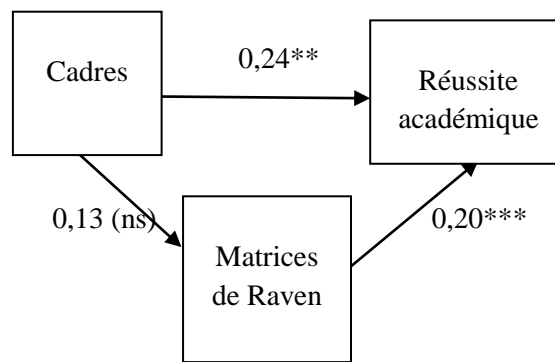 Cadres
0,24**
Réussite
académique
0,13 (ns)
0,20***
Matrices
de Raven